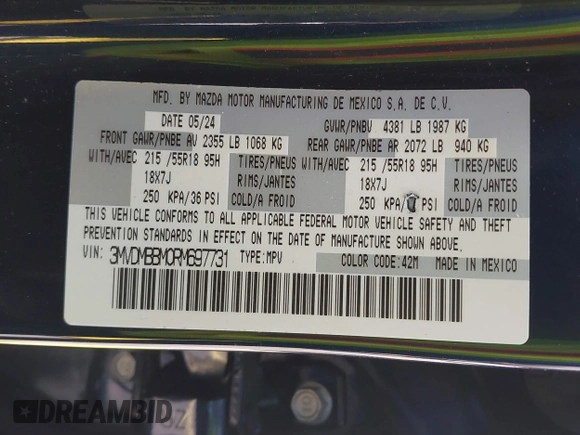 MFD. BY MAZDA MOTOR MANUFACTURING DE MEXICO S.A. DE C.V.
DATE 05/24 GVWR/PNBV 4381 LB 1987 KG
FRONT GAWR/PNBE AV 2355 LB 1068 KG REAR GAWR/PNBE AR 2072 LB 940 KG
WITH/AVEC 215 /55R18 95H TIRES/PNEUS WITH/AVEC 215 /55R18 95H TIRES/PNEUS
18X7J RIMS/JANTES 18X7J RIMS/JANTES
250 KPA/36 PSI COLD/A FROID 250 KPA/ PSI COLD/A FROID
THIS VEHICLE CONFORMS TO ALL APPLICABLE FEDERAL MOTOR VEHICLE SAFETY AND THEFT
PREVENTION STANDARDS IN EFFECT ON THE DATE OF MANUFACTURE SHOWN ABOVE.
VIN: 3MVDMBBM0RM697731 TYPE:MPV COLOR CODE:42M MADE IN MEXICO
DREAMBID